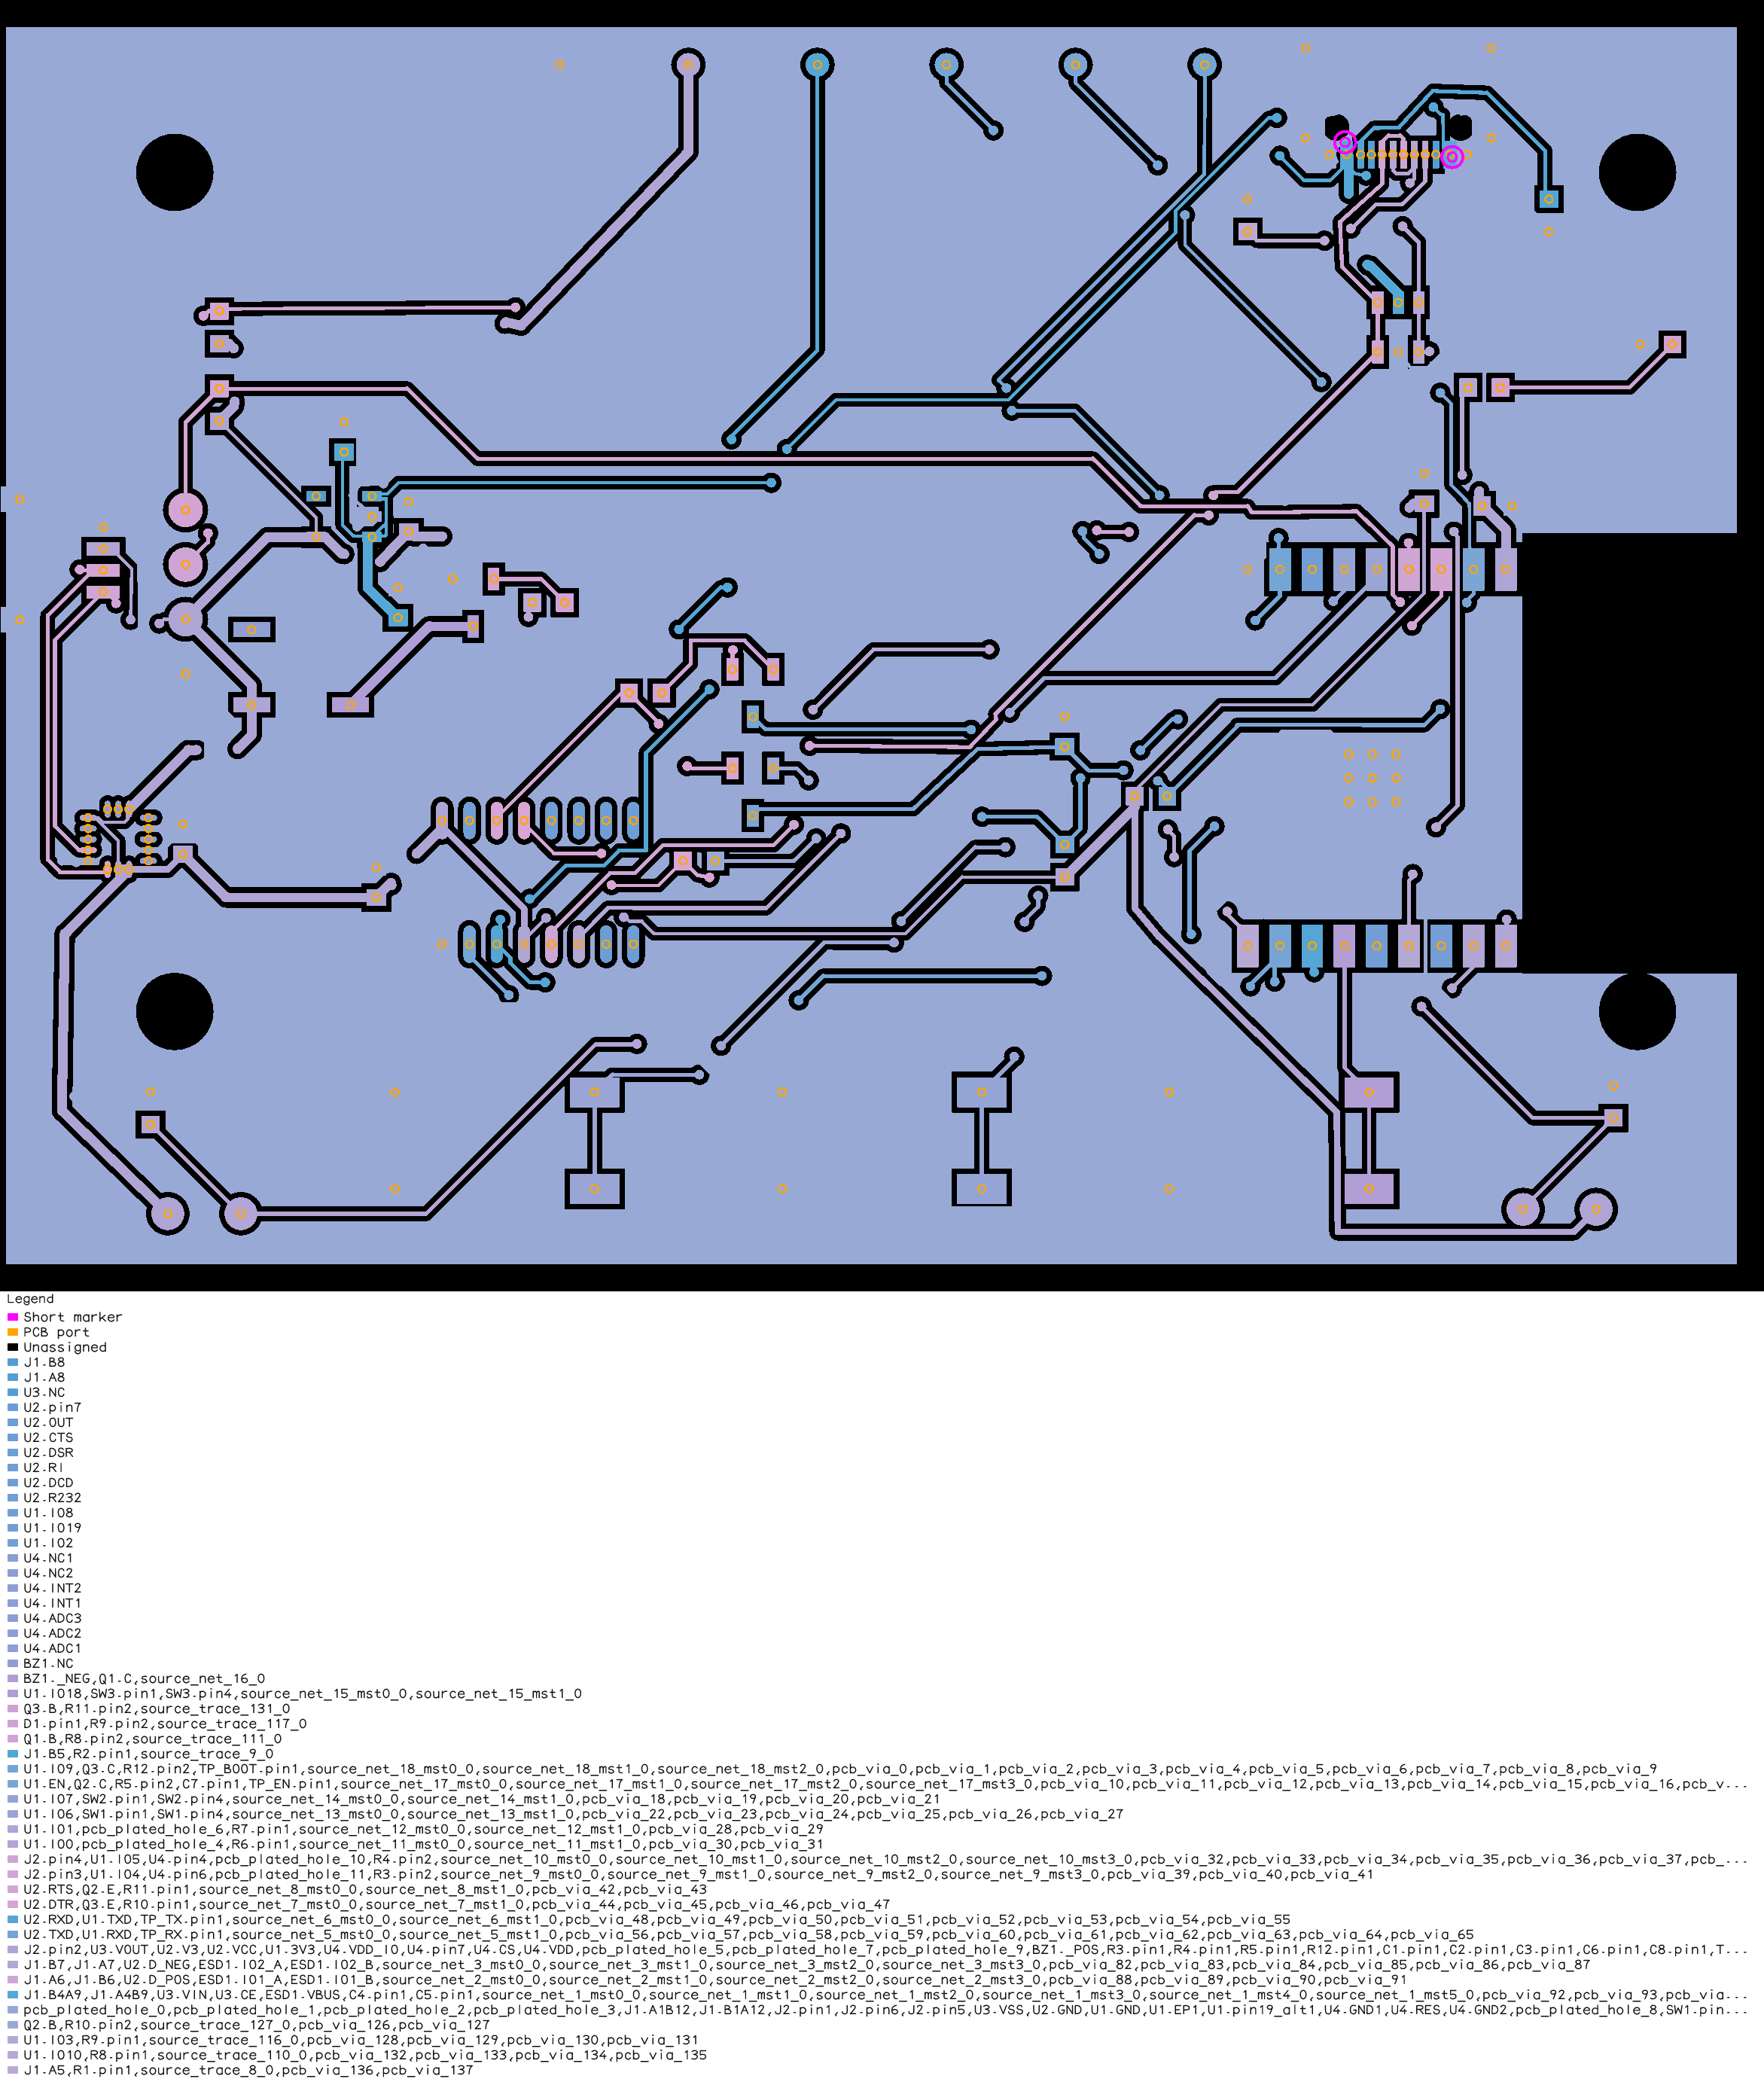 Legend
Short marker
PCB port
Unassigned
J1.B8
J1.A8
U3.NC
U2.pin7
U2.OUT
U2.CTS
U2.DSR
U2.RI
U2.DCD
U2.R232
U1.IO8
U1.IO19
U1.IO2
U4.NC1
U4.NC2
U4.INT2
U4.INT1
U4.ADC3
U4.ADC2
U4.ADC1
BZ1.NC
BZ1._NEG,Q1.C,source_net_16_0
U1.IO18,SW3.pin1,SW3.pin4,source_net_15_mst0_0,source_net_15_mst1_0
Q3.B,R11.pin2,source_trace_131_0
D1.pin1,R9.pin2,source_trace_117_0
Q1.B,R8.pin2,source_trace_111_0
J1.B5,R2.pin1,source_trace_9_0
U1.IO9,Q3.C,R12.pin2,TP_BOOT.pin1,source_net_18_mst0_0,source_net_18_mst1_0,source_net_18_mst2_0,pcb_via_0,pcb_via_1,pcb_via_2,pcb_via_3,pcb_via_4,pcb_via_5,pcb_via_6,pcb_via_7,pcb_via_8,pcb_via_9
U1.EN,Q2.C,R5.pin2,C7.pin1,TP_EN.pin1,source_net_17_mst0_0,source_net_17_mst1_0,source_net_17_mst2_0,source_net_17_mst3_0,pcb_via_10,pcb_via_11,pcb_via_12,pcb_via_13,pcb_via_14,pcb_via_15,pcb_via_16,pcb_v...
U1.IO7,SW2.pin1,SW2.pin4,source_net_14_mst0_0,source_net_14_mst1_0,pcb_via_18,pcb_via_19,pcb_via_20,pcb_via_21
U1.IO6,SW1.pin1,SW1.pin4,source_net_13_mst0_0,source_net_13_mst1_0,pcb_via_22,pcb_via_23,pcb_via_24,pcb_via_25,pcb_via_26,pcb_via_27
U1.IO1,pcb_plated_hole_6,R7.pin1,source_net_12_mst0_0,source_net_12_mst1_0,pcb_via_28,pcb_via_29
U1.IO0,pcb_plated_hole_4,R6.pin1,source_net_11_mst0_0,source_net_11_mst1_0,pcb_via_30,pcb_via_31
J2.pin4,U1.IO5,U4.pin4,pcb_plated_hole_10,R4.pin2,source_net_10_mst0_0,source_net_10_mst1_0,source_net_10_mst2_0,source_net_10_mst3_0,pcb_via_32,pcb_via_33,pcb_via_34,pcb_via_35,pcb_via_36,pcb_via_37,pcb_...
J2.pin3,U1.IO4,U4.pin6,pcb_plated_hole_11,R3.pin2,source_net_9_mst0_0,source_net_9_mst1_0,source_net_9_mst2_0,source_net_9_mst3_0,pcb_via_39,pcb_via_40,pcb_via_41
U2.RTS,Q2.E,R11.pin1,source_net_8_mst0_0,source_net_8_mst1_0,pcb_via_42,pcb_via_43
U2.DTR,Q3.E,R10.pin1,source_net_7_mst0_0,source_net_7_mst1_0,pcb_via_44,pcb_via_45,pcb_via_46,pcb_via_47
U2.RXD,U1.TXD,TP_TX.pin1,source_net_6_mst0_0,source_net_6_mst1_0,pcb_via_48,pcb_via_49,pcb_via_50,pcb_via_51,pcb_via_52,pcb_via_53,pcb_via_54,pcb_via_55
U2.TXD,U1.RXD,TP_RX.pin1,source_net_5_mst0_0,source_net_5_mst1_0,pcb_via_56,pcb_via_57,pcb_via_58,pcb_via_59,pcb_via_60,pcb_via_61,pcb_via_62,pcb_via_63,pcb_via_64,pcb_via_65
J2.pin2,U3.VOUT,U2.V3,U2.VCC,U1.3V3,U4.VDD_IO,U4.pin7,U4.CS,U4.VDD,pcb_plated_hole_5,pcb_plated_hole_7,pcb_plated_hole_9,BZ1._POS,R3.pin1,R4.pin1,R5.pin1,R12.pin1,C1.pin1,C2.pin1,C3.pin1,C6.pin1,C8.pin1,T...
J1.B7,J1.A7,U2.D_NEG,ESD1.IO2_A,ESD1.IO2_B,source_net_3_mst0_0,source_net_3_mst1_0,source_net_3_mst2_0,source_net_3_mst3_0,pcb_via_82,pcb_via_83,pcb_via_84,pcb_via_85,pcb_via_86,pcb_via_87
J1.A6,J1.B6,U2.D_POS,ESD1.IO1_A,ESD1.IO1_B,source_net_2_mst0_0,source_net_2_mst1_0,source_net_2_mst2_0,source_net_2_mst3_0,pcb_via_88,pcb_via_89,pcb_via_90,pcb_via_91
J1.B4A9,J1.A4B9,U3.VIN,U3.CE,ESD1.VBUS,C4.pin1,C5.pin1,source_net_1_mst0_0,source_net_1_mst1_0,source_net_1_mst2_0,source_net_1_mst3_0,source_net_1_mst4_0,source_net_1_mst5_0,pcb_via_92,pcb_via_93,pcb_via...
pcb_plated_hole_0,pcb_plated_hole_1,pcb_plated_hole_2,pcb_plated_hole_3,J1.A1B12,J1.B1A12,J2.pin1,J2.pin6,J2.pin5,U3.VSS,U2.GND,U1.GND,U1.EP1,U1.pin19_alt1,U4.GND1,U4.RES,U4.GND2,pcb_plated_hole_8,SW1.pin...
Q2.B,R10.pin2,source_trace_127_0,pcb_via_126,pcb_via_127
U1.IO3,R9.pin1,source_trace_116_0,pcb_via_128,pcb_via_129,pcb_via_130,pcb_via_131
U1.IO10,R8.pin1,source_trace_110_0,pcb_via_132,pcb_via_133,pcb_via_134,pcb_via_135
J1.A5,R1.pin1,source_trace_8_0,pcb_via_136,pcb_via_137